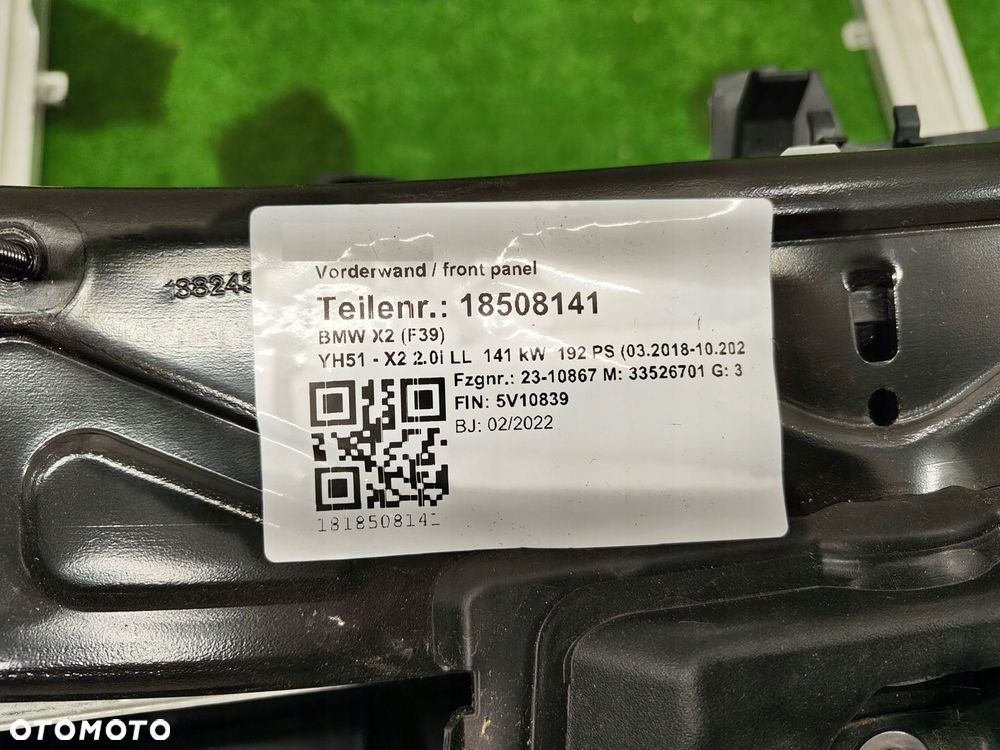 Vorderwand / front panel
Teilenr.: 18508141
BMW X2 (F39)
YH51 - X2 2.0i LL 141 kW 192 PS (03.2018-10.202
Fzgnr.: 23-10867 M: 33526701 G: 3
FIN: 5V10839
BJ: 02/2022
1818508141
OTOMOTO